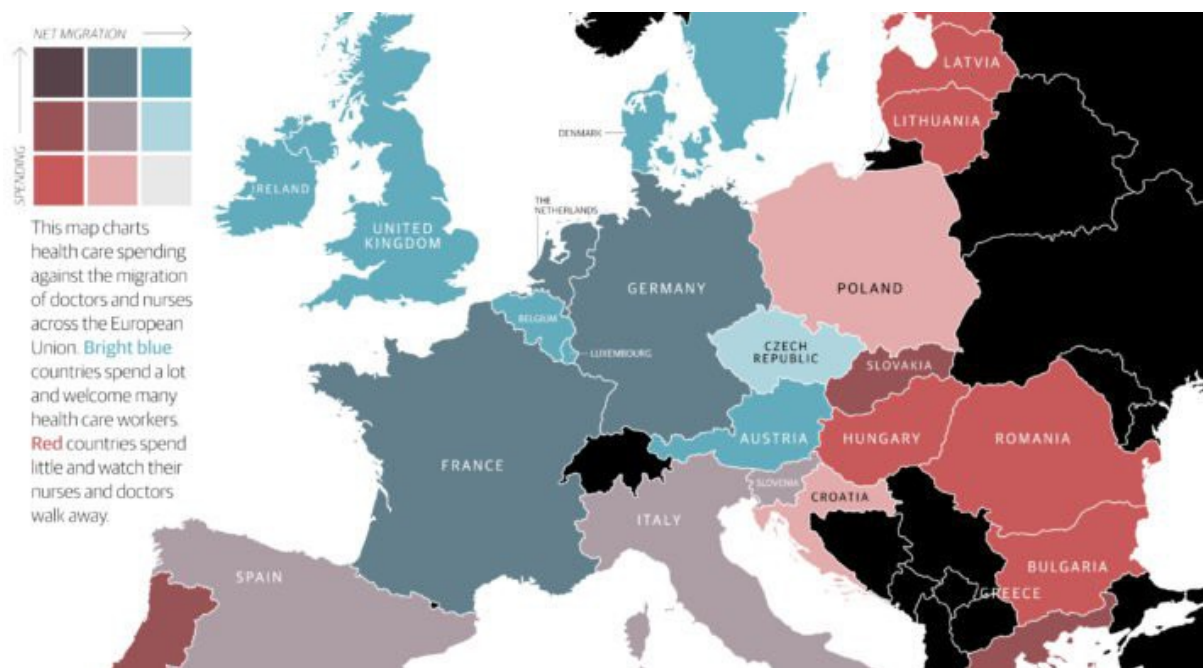 NET MIGRATION
SPENDING
This map charts
health care spending
against the migration
of doctors and nurses
across the European
Union. Bright blue
countries spend a lot
and welcome many
health care workers.
Red countries spend
little and watch their
nurses and doctors
walk away.
LATVIA
LITHUANIA
DENMARK
IRELAND
THE
NETHERLANDS
UNITED
KINGDOM
GERMANY
POLAND
BELGIUM
LUXEMBOURG
CZECH
REPUBLIC
SLOVAKIA
AUSTRIA
HUNGARY
ROMANIA
FRANCE
SLOVENIA
CROATIA
ITALY
SPAIN
BULGARIA
GREECE